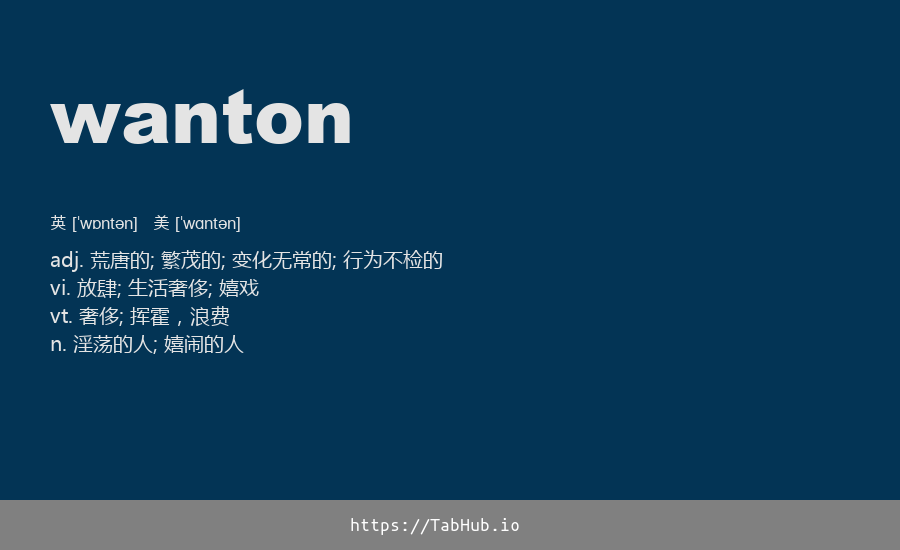 wanton
英 [ˈwɒntən] 美 [ˈwɑntən]
adj. 荒唐的; 繁茂的; 变化无常的; 行为不检的
vi. 放肆; 生活奢侈; 嬉戏
vt. 奢侈; 挥霍，浪费
n. 淫荡的人; 嬉闹的人
https://TabHub.io